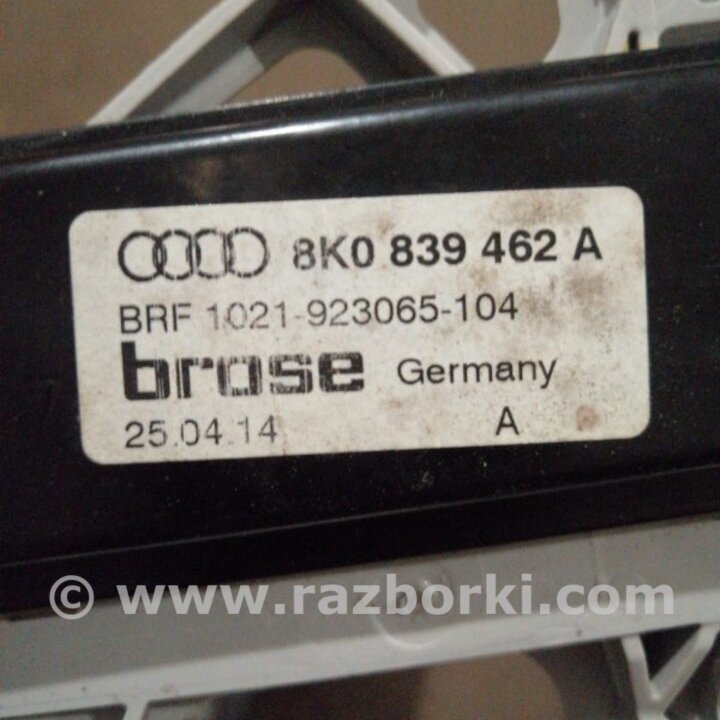 8K0 839 462 A
BRF 1021-923065-104
brose Germany
25.04.14 A
© www.razborki.com